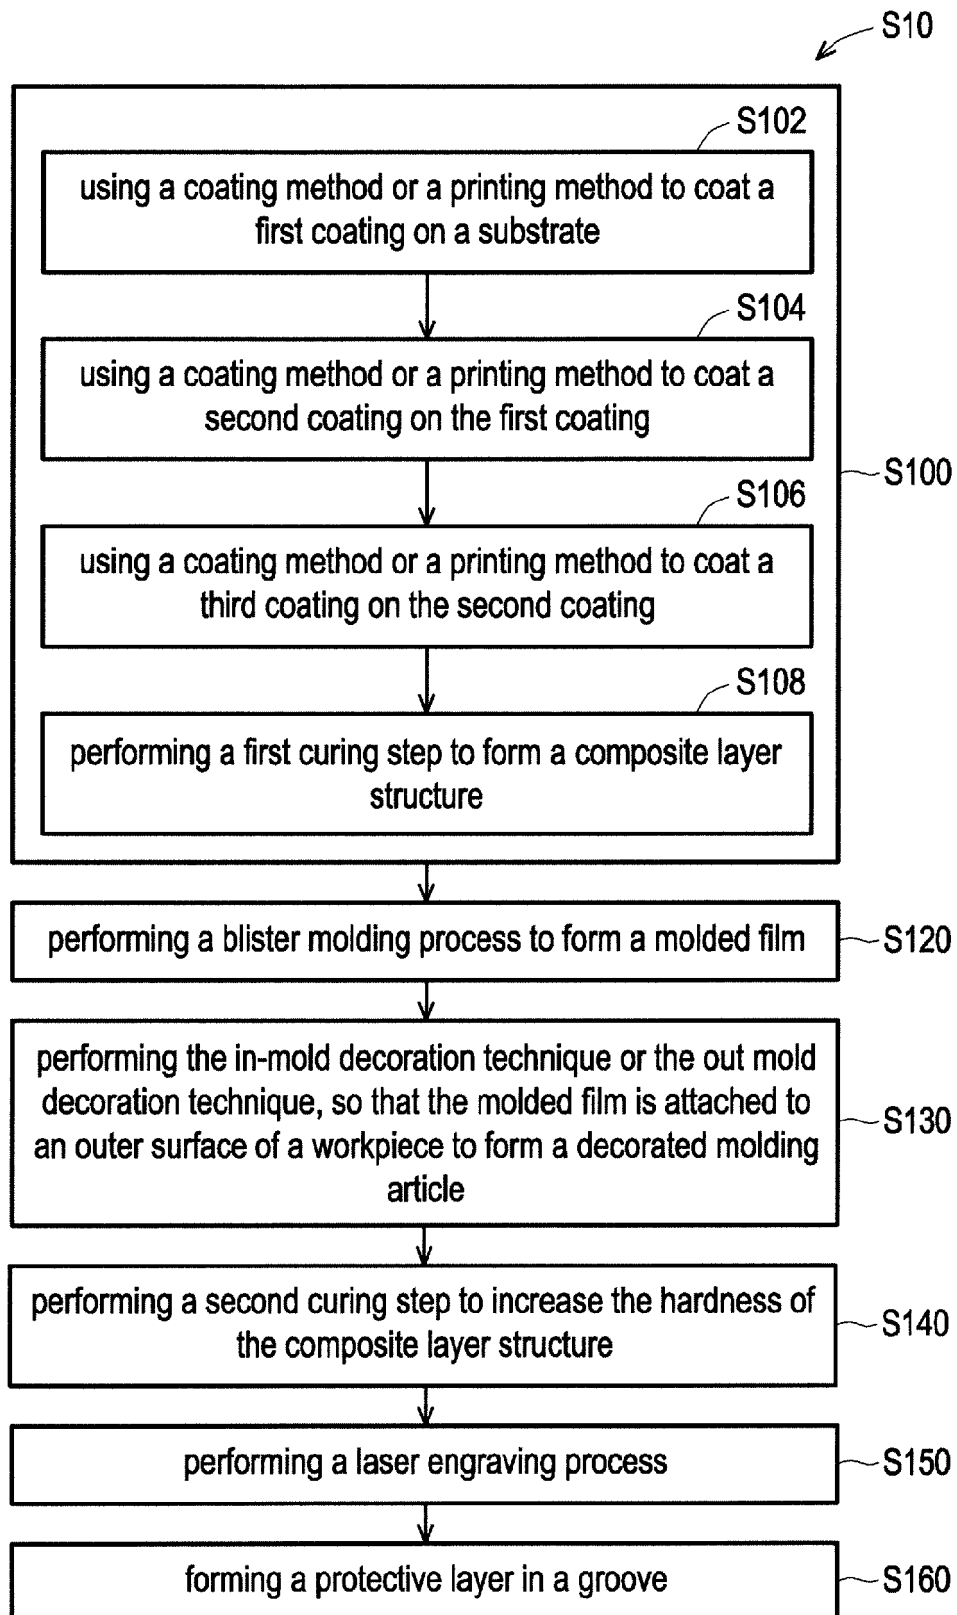 S10
S102
using a coating method or a printing method to coat a
first coating on a substrate
S104
using a coating method or a printing method to coat a
second coating on the first coating
S100
S106
using a coating method or a printing method to coat a
third coating on the second coating
S108
performing a first curing step to form a composite layer
structure
performing a blister molding process to form a molded film
S120
performing the in-mold decoration technique or the out mold
decoration technique, so that the molded film is attached to
an outer surface of a workpiece to form a decorated molding
article
S130
performing a second curing step to increase the hardness of
the composite layer structure
S140
performing a laser engraving process
S150
forming a protective layer in a groove
S160